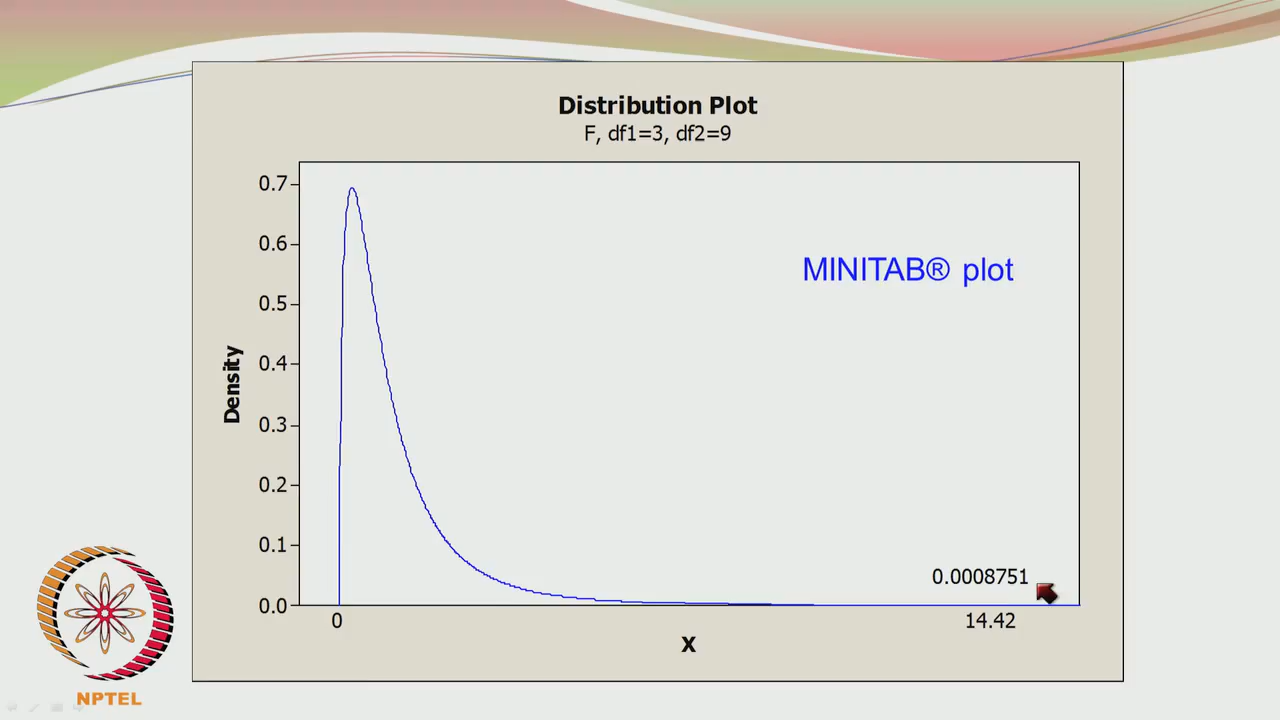 Distribution Plot
F, df1=3, df2=9
MINITAB® plot
Density
0.7
0.6
0.5
0.4
0.3
0.2
0.1
0.0
0.0008751
0
14.42
X
NPTEL